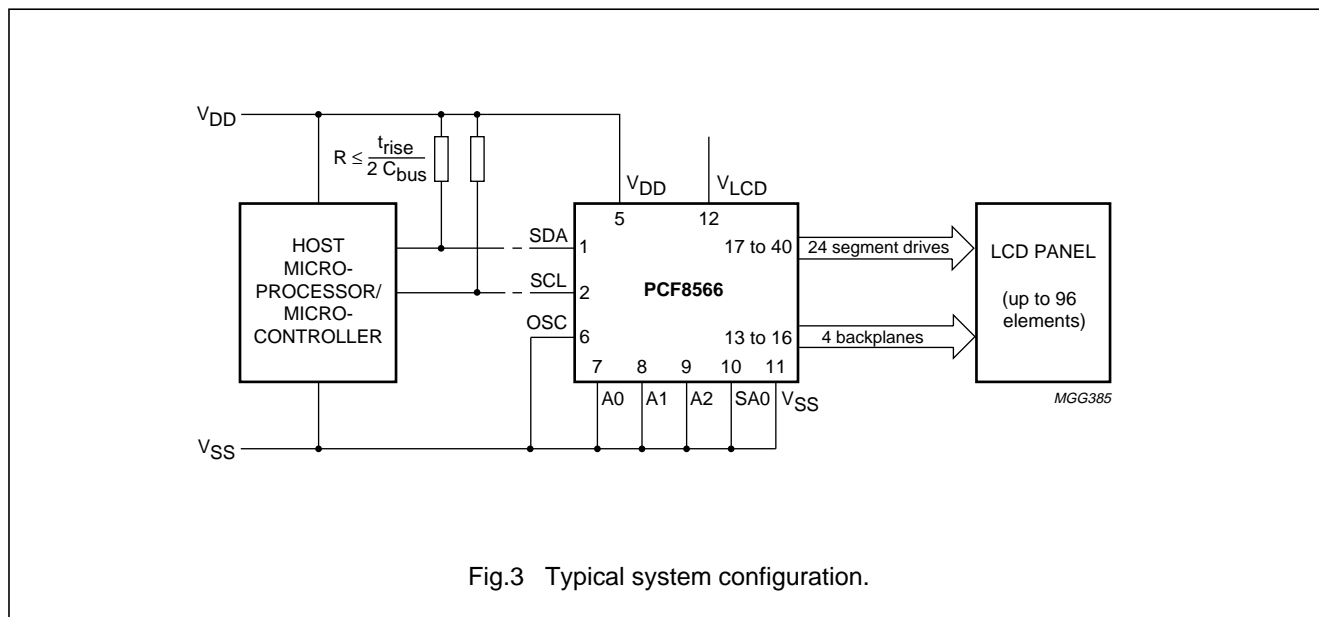 VDD
R ≤ trise
2 Cbus
VDD
VLCD
5
12
HOST
MICRO-
PROCESSOR/
MICRO-
CONTROLLER
SDA
1
SCL
2
OSC
6
PCF8566
17 to 40
24 segment drives
13 to 16
4 backplanes
LCD PANEL
(up to 96
elements)
7
8
9
10
11
A0
A1
A2
SA0
VSS
MGG385
VSS
Fig.3 Typical system configuration.